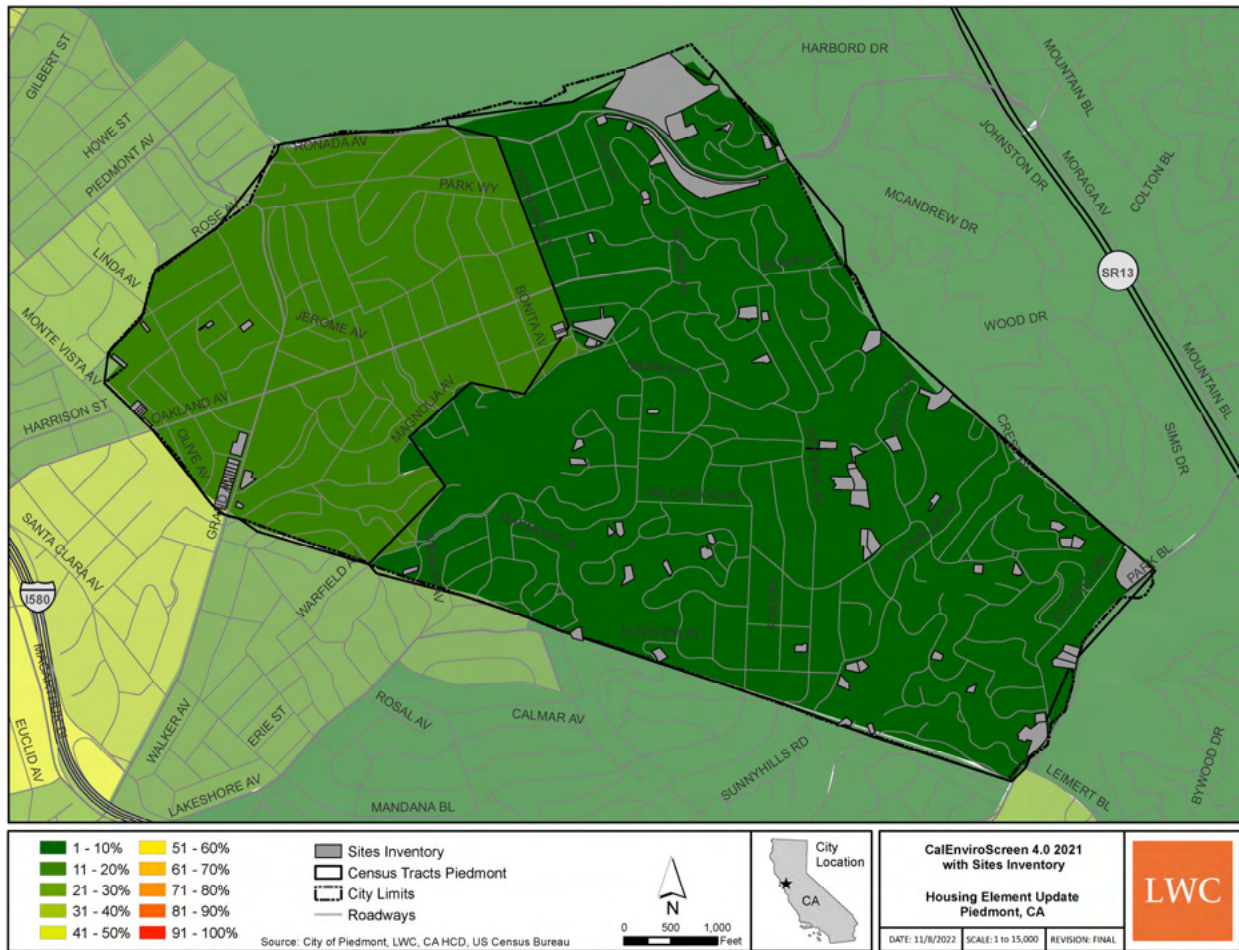 HARBORD DR
MOUNTAIN BL
GILBERT ST
HOWE ST
PIEDMONT AV
JOHNSTON DR
MORAGA AV
COLTON BL
RONADA AV
PARK WY
ROSE AV
MCANDREW DR
LINDA AV
SR13
BONITA AV
MONTE VISTA AV
JEROME AV
WOOD DR
MOUNTAIN BL
HARRISON ST
OAKLAND AV
MAGNOLIA AV
OLIVE AV
SIMS DR
WILDWOOD AV
GRAND
SANTA CLARA AV
WARFIELD
PARK BL
I580
MACARTHUR BL
ROSAL AV
CALMAR AV
EUCLID AV
WALKER AV
ERIE ST
SUNNYHILLS RD
LAKESHORE AV
MANDANA BL
LEIMERT BL
BYWOOD DR
1 - 10%
11 - 20%
21 - 30%
31 - 40%
41 - 50%
51 - 60%
61 - 70%
71 - 80%
81 - 90%
91 - 100%
Sites Inventory
Census Tracts Piedmont
City Limits
Roadways
Source: City of Piedmont, LWC, CA HCD, US Census Bureau
N
0 500 1,000
Feet
City
Location
CA
CalEnviroScreen 4.0 2021
with Sites Inventory
Housing Element Update
Piedmont, CA
DATE: 11/8/2022 SCALE: 1 to 15,000 REVISION: FINAL
LWC